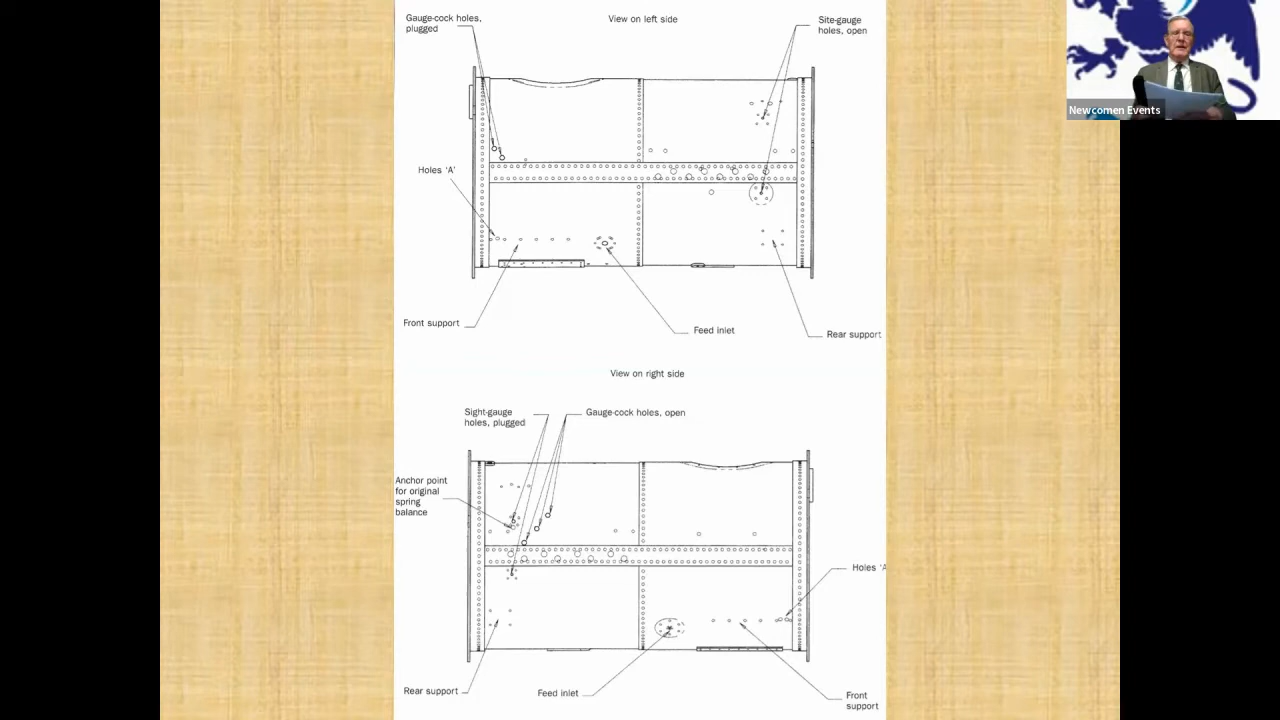 Gauge-cock holes,
plugged
View on left side
Site-gauge
holes, open
Newcomen Events
Holes 'A'
Front support
Feed inlet
Rear support
View on right side
Sight-gauge
holes, plugged
Gauge-cock holes, open
Anchor point
for original
spring
balance
Holes 'A
Rear support
Feed inlet
Front
support